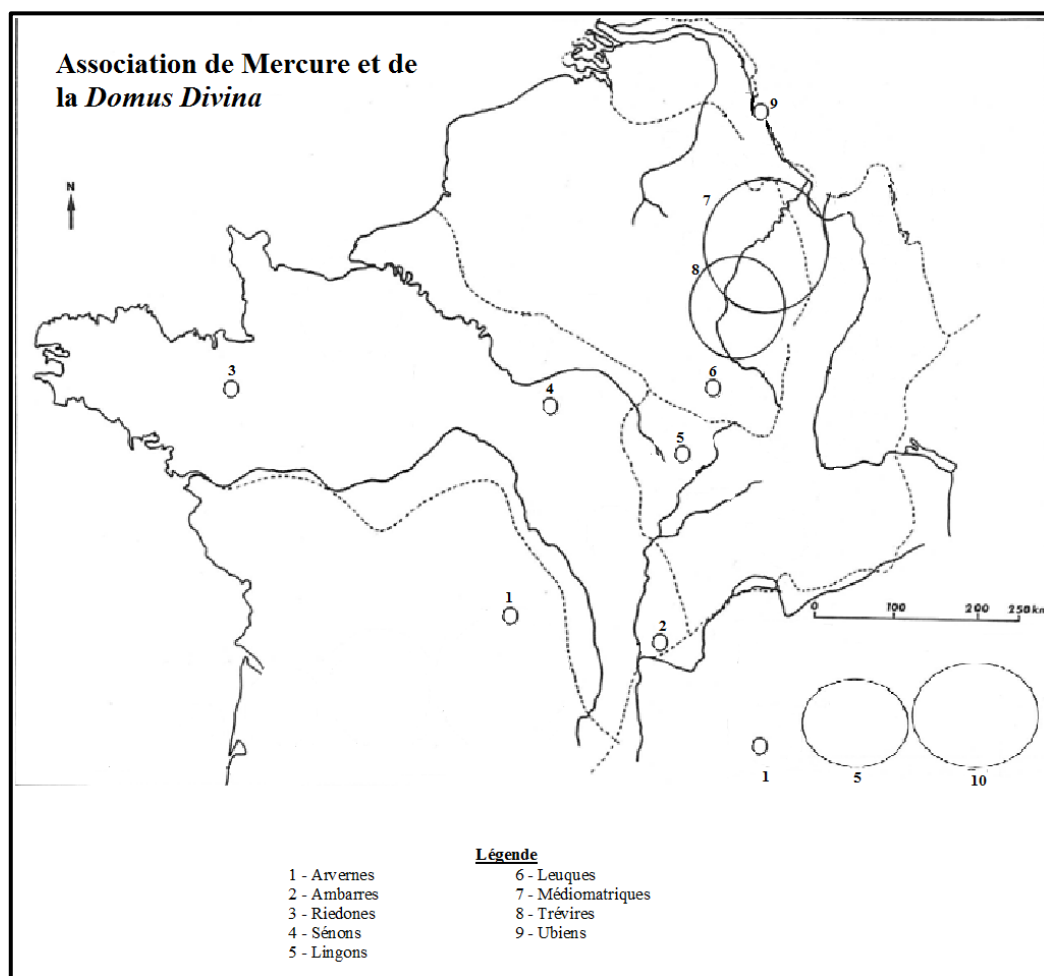 Association de Mercure et de
la Domus Divina
N
9
7
8
3
4
6
5
1
2
0 100 200 250 km
1
5
10
Légende
1 - Arvernes
2 - Ambarres
3 - Riedones
4 - Sénons
5 - Lingons
6 - Leuques
7 - Médiomatriques
8 - Trévires
9 - Ubiens